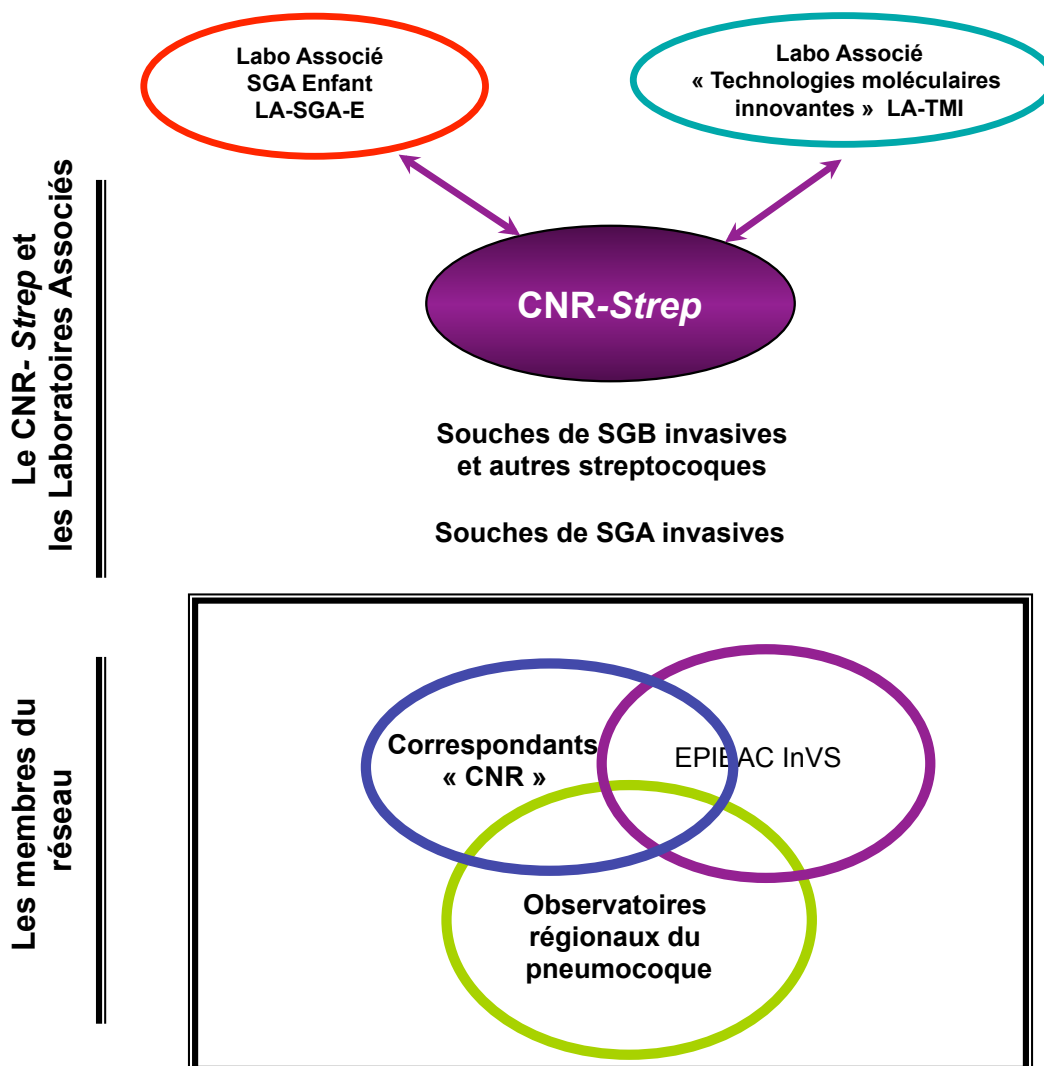 Labo Associé
SGA Enfant
LA-SGA-E
Labo Associé
« Technologies moléculaires
innovantes » LA-TMI
Le CNR- Strep et
les Laboratoires Associés
CNR-Strep
Souches de SGB invasives
et autres streptocoques
Souches de SGA invasives
Les membres du
réseau
Correspondants
« CNR »
EPIBAC InVS
Observatoires
régionaux du
pneumocoque